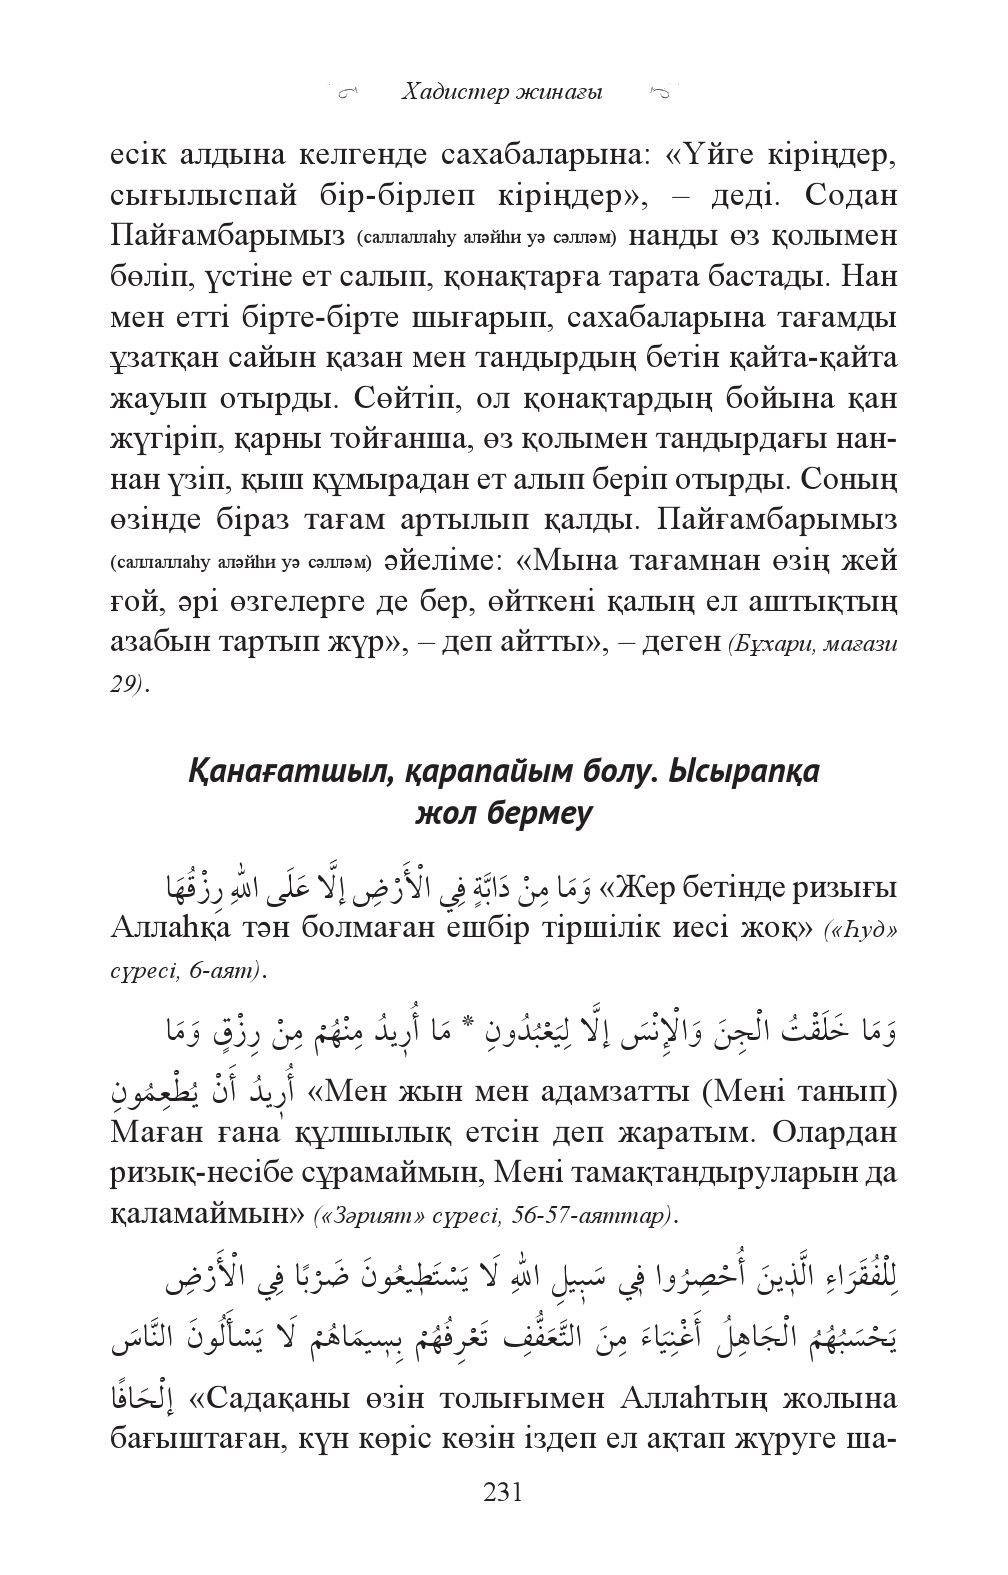 Хадистер жинағы
есік алдына келгенде сахабаларына: «Үйге кіріңдер,
сығылыспай бір-бірлеп кіріңдер», – деді. Содан
Пайғамбарымыз (саллаллаһу аләйһи уә сәлләм) нанды өз қолымен
бөліп, үстіне ет салып, қонақтарға тарата бастады. Нан
мен етті бірте-бірте шығарып, сахабаларына тағамды
ұзатқан сайын қазан мен тандырдың бетін қайта-қайта
жауып отырды. Сөйтіп, ол қонақтардың бойына қан
жүгіріп, қарны тойғанша, өз қолымен тандырдағы нан-
нан үзіп, қыш құмырадан ет алып беріп отырды. Соның
өзінде біраз тағам артылып қалды. Пайғамбарымыз
(саллаллаһу аләйһи уә сәлләм) әйеліме: «Мына тағамнан өзің жей
ғой, әрі өзгелерге де бер, өйткені қалың ел аштықтың
азабын тартып жүр», – деп айтты», – деген (Бұхари, мағази
29).
Қанағатшыл, қарапайым болу. Ысырапқа
жол бермеу
وَمَا مِنْ دَابَّةٍ فِي الْأَرْضِ إِلَّا عَلَى اللهِ رِزْقُهَا «Жер бетінде ризығы
Аллаһқа тән болмаған ешбір тіршілік иесі жоқ» («Һуд»
сүресі, 6-аят).
وَمَا خَلَقْتُ الْجِنَ وَالْإِنْسَ إِلَّا لِيَعْبُدُونِ * مَا أُرِيدُ مِنْهُمْ مِنْ رِزْقٍ وَمَا
أُرِيدُ أَنْ يُطْعِمُونِ «Мен жын мен адамзатты (Мені танып)
Маған ғана құлшылық етсін деп жаратым. Олардан
ризық-несібе сұрамаймын, Мені тамақтандыруларын да
қаламаймын» («Зәрият» сүресі, 56-57-аяттар).
لِلْفُقَرَاءِ الَّذِينَ أُحْصِرُوا فِي سَبِيلِ اللهِ لَا يَسْتَطِيعُونَ ضَرْبًا فِي الْأَرْضِ
يَحْسَبُهُمُ الْجَاهِلُ أَغْنِيَاءَ مِنَ التَّعَفُّفِ تَعْرِفُهُمْ بِسِيمَاهُمْ لَا يَسْأَلُونَ النَّاسَ
إِلْحَافًا «Садақаны өзін толығымен Аллаһтың жолына
бағыштаған, күн көріс көзін іздеп ел ақтап жүруге ша-
231